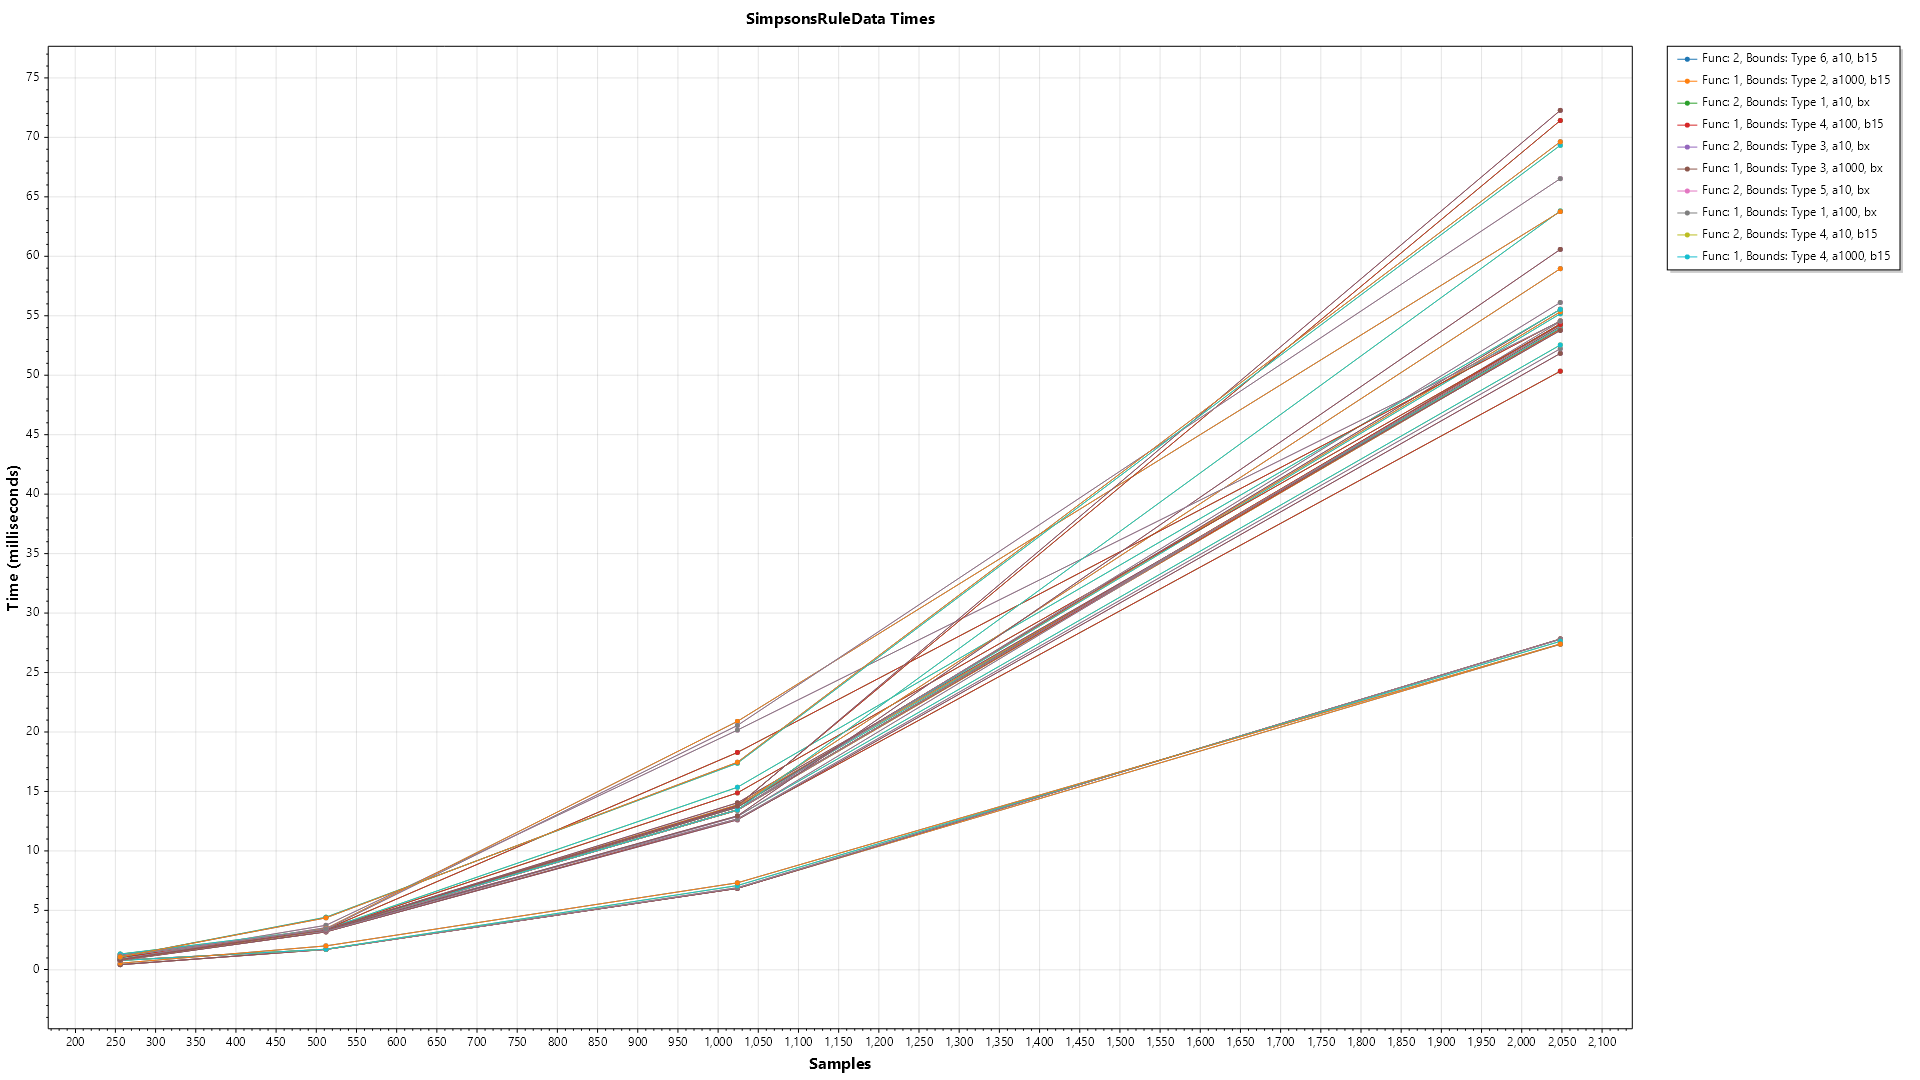 SimpsonsRuleData Times
75
70
65
60
55
50
45
40
35
30
25
20
15
10
5
0
Time (milliseconds)
200 250 300 350 400 450 500 550 600 650 700 750 800 850 900 950 1,000 1,050 1,100 1,150 1,200 1,250 1,300 1,350 1,400 1,450 1,500 1,550 1,600 1,650 1,700 1,750 1,800 1,850 1,900 1,950 2,000 2,050 2,100
Samples
Func: 2, Bounds: Type 6, a10, b15
Func: 1, Bounds: Type 2, a1000, b15
Func: 2, Bounds: Type 1, a10, bx
Func: 1, Bounds: Type 4, a100, b15
Func: 2, Bounds: Type 3, a10, bx
Func: 1, Bounds: Type 3, a1000, bx
Func: 2, Bounds: Type 5, a10, bx
Func: 1, Bounds: Type 1, a100, bx
Func: 2, Bounds: Type 4, a10, b15
Func: 1, Bounds: Type 4, a1000, b15